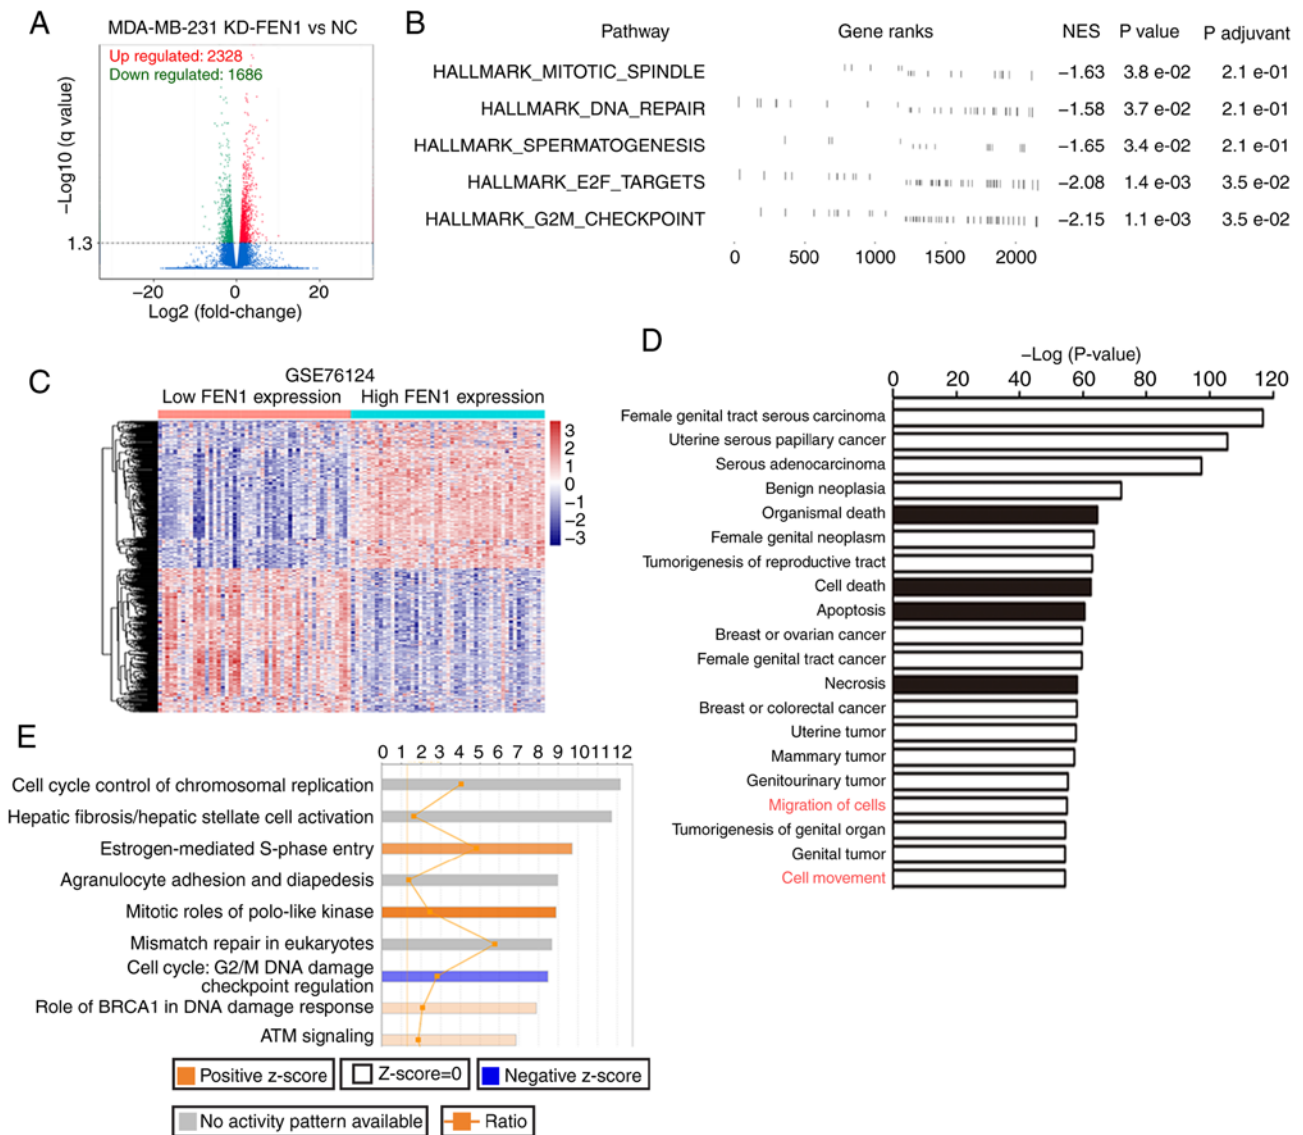 A
MDA-MB-231 KD-FEN1 vs NC
Up regulated: 2328
Down regulated: 1686
−Log10 (q value)
1.3
−20 0 20
Log2 (fold-change)
B
Pathway Gene ranks NES P value P adjuvant
HALLMARK_MITOTIC_SPINDLE −1.63 3.8 e-02 2.1 e-01
HALLMARK_DNA_REPAIR −1.58 3.7 e-02 2.1 e-01
HALLMARK_SPERMATOGENESIS −1.65 3.4 e-02 2.1 e-01
HALLMARK_E2F_TARGETS −2.08 1.4 e-03 3.5 e-02
HALLMARK_G2M_CHECKPOINT −2.15 1.1 e-03 3.5 e-02
0 500 1000 1500 2000
C
GSE76124
Low FEN1 expression High FEN1 expression
3
2
1
0
−1
−2
−3
D
−Log (P-value)
0 20 40 60 80 100 120
Female genital tract serous carcinoma
Uterine serous papillary cancer
Serous adenocarcinoma
Benign neoplasia
Organismal death
Female genital neoplasm
Tumorigenesis of reproductive tract
Cell death
Apoptosis
Breast or ovarian cancer
Female genital tract cancer
Necrosis
Breast or colorectal cancer
Uterine tumor
Mammary tumor
Genitourinary tumor
Migration of cells
Tumorigenesis of genital organ
Genital tumor
Cell movement
E
0 1 2 3 4 5 6 7 8 9 10 11 12
Cell cycle control of chromosomal replication
Hepatic fibrosis/hepatic stellate cell activation
Estrogen-mediated S-phase entry
Agranulocyte adhesion and diapedesis
Mitotic roles of polo-like kinase
Mismatch repair in eukaryotes
Cell cycle: G2/M DNA damage
checkpoint regulation
Role of BRCA1 in DNA damage response
ATM signaling
Positive z-score Z-score=0 Negative z-score
No activity pattern available Ratio